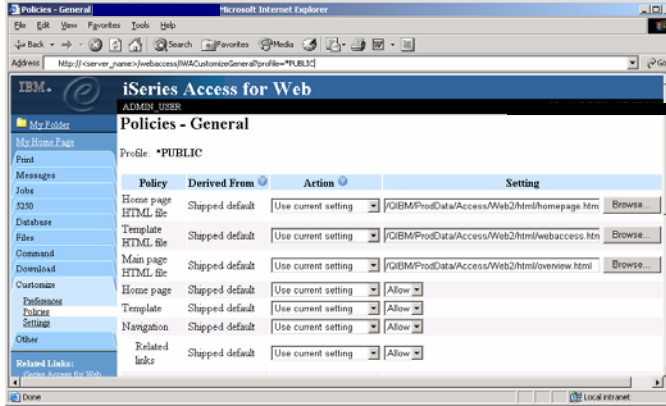 Policies - General Microsoft Internet Explorer
File Edit View Favorites Tools Help
Back Search Favorites Media
Address http://<server_name>/webaccess/iWACustomizeGeneral?profile=*PUBLIC Go
IBM. iSeries Access for Web
ADMIN_USER
My Folder
Policies - General
My Home Page
Profile: *PUBLIC
Print
Messages
Jobs
5250
Database
Files
Command
Download
Customize
Preferences
Policies
Settings
Other
Related Links:
iSeries Access for Web
Policy Derived From Action Setting
Home page HTML file Shipped default Use current setting /QIBM/ProdData/Access/Web2/html/homepage.htm Browse...
Template HTML file Shipped default Use current setting /QIBM/ProdData/Access/Web2/html/webaccess.htn Browse...
Main page HTML file Shipped default Use current setting /QIBM/ProdData/Access/Web2/html/overview.html Browse...
Home page Shipped default Use current setting Allow
Template Shipped default Use current setting Allow
Navigation Shipped default Use current setting Allow
Related links Shipped default Use current setting Allow
Done Local intranet